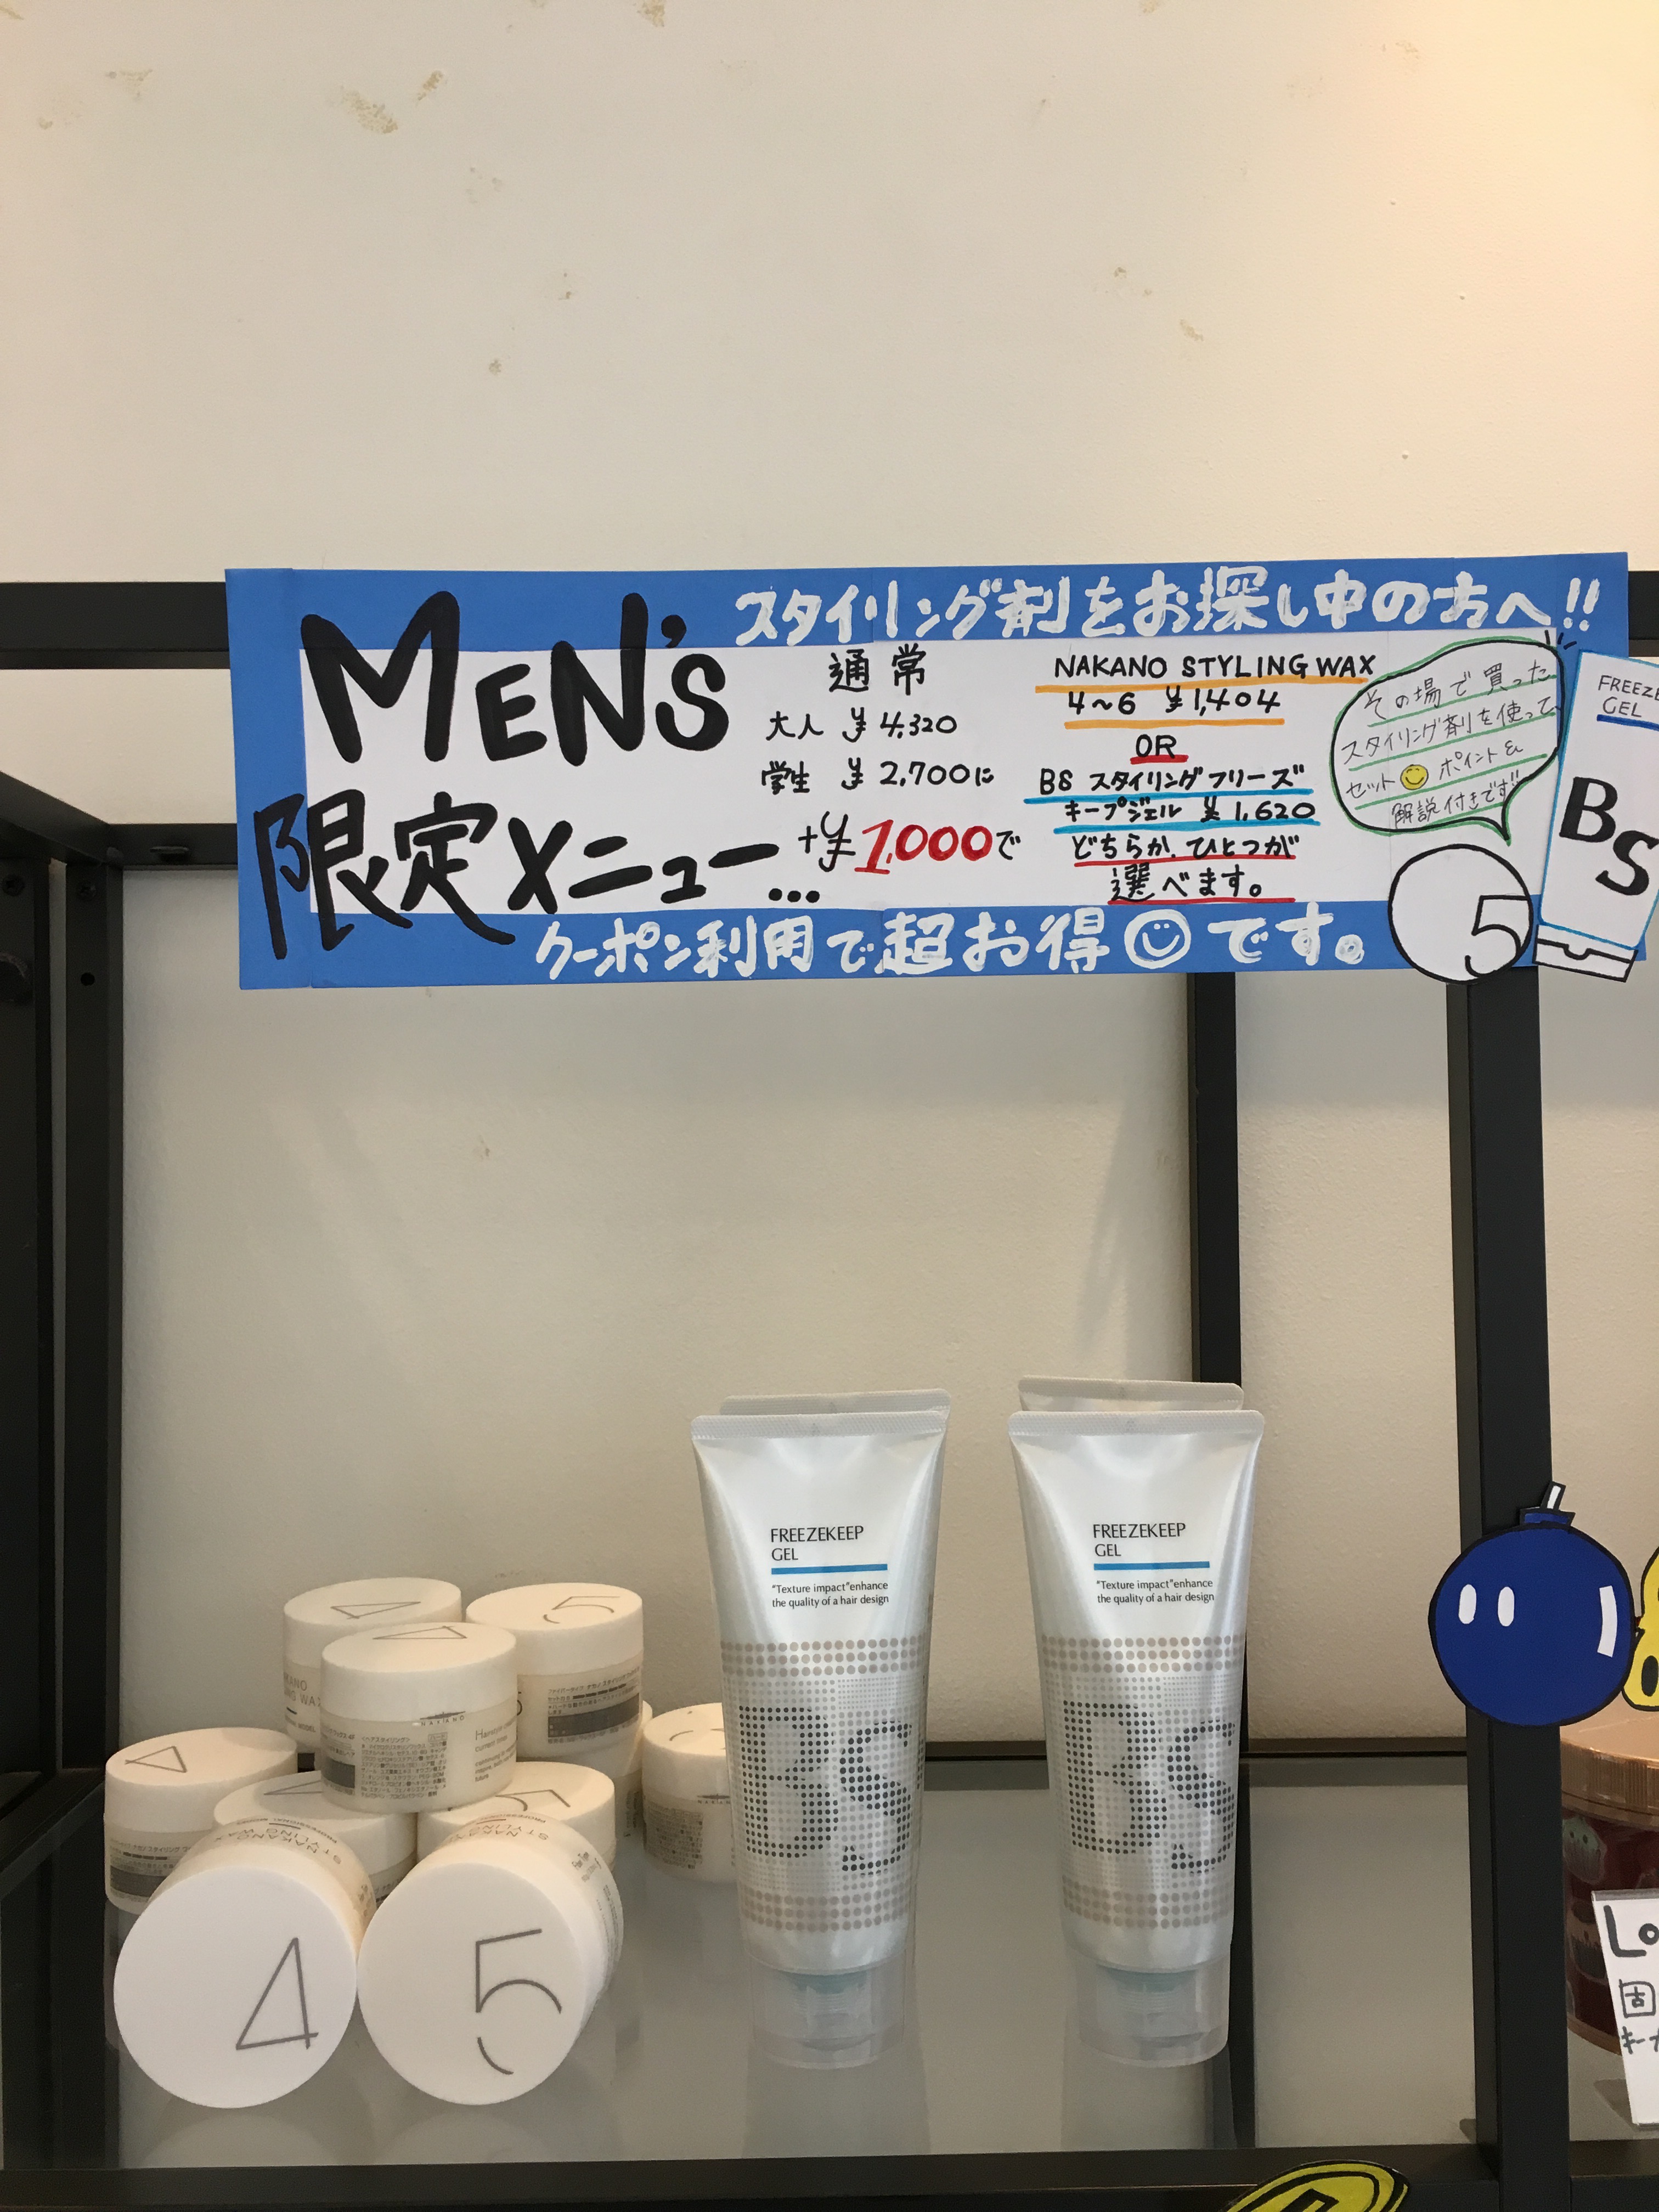 スタイリング剤をお探し中の方へ!!
MEN'S
限定メニュー…
通常
大人 ¥4,320
学生 ¥2,700に
+¥1,000で
NAKANO STYLING WAX
4~6 ¥1,404
OR
BS スタイリングフリーズ
キープジェル ¥1,620
どちらか、ひとつが
選べます。
その場で買った
スタイリング剤を使って、
セット ポイント&
解説付きです!!
クーポン利用で超お得 です。
5
FREEZE
GEL
BS
FREEZEKEEP
GEL
"Texture impact"enhance
the quality of a hair design
BS
FREEZEKEEP
GEL
"Texture impact"enhance
the quality of a hair design
BS
4
5
4
4
5
NAKANO
4
5
Lo
固
キー